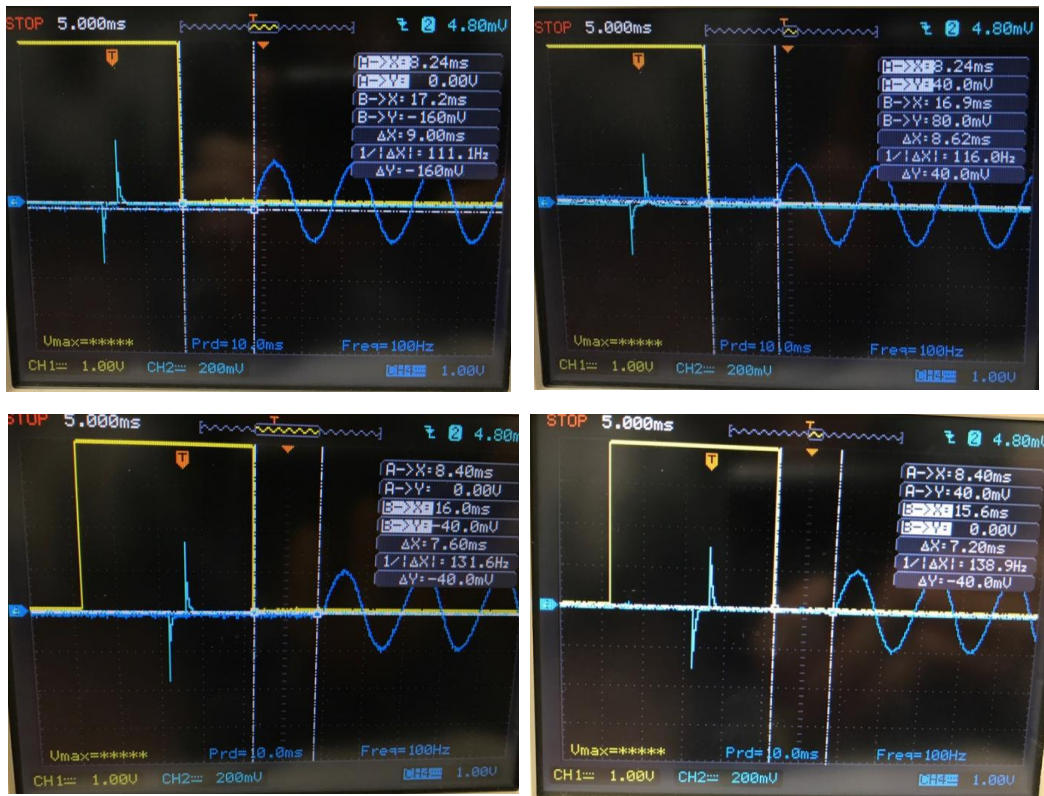 STOP 5.000ms T 2 4.80mV
T
A->X: 8.24ms
A->Y: 0.00V
B->X: 17.2ms
B->Y: -160mV
ΔX: 9.00ms
1/|ΔX|: 111.1Hz
ΔY: -160mV
Vmax=***** Prd=10.0ms Freq=100Hz
CH1 1.00V CH2 200mV CH4 1.00V
STOP 5.000ms T 2 4.80mV
T
A->X: 8.24ms
A->Y: 40.0mV
B->X: 16.9ms
B->Y: 80.0mV
ΔX: 8.62ms
1/|ΔX|: 116.0Hz
ΔY: 40.0mV
Vmax=***** Prd=10.0ms Freq=100Hz
CH1 1.00V CH2 200mV CH4 1.00V
STOP 5.000ms T 2 4.80m
T
A->X: 8.40ms
A->Y: 0.00V
B->X: 16.0ms
B->Y: -40.0mV
ΔX: 7.60ms
1/|ΔX|: 131.6Hz
ΔY: -40.0mV
Vmax=***** Prd=10.0ms Freq=100Hz
CH1 1.00V CH2 200mV CH4 1.00V
STOP 5.000ms T 2 4.80m
T
A->X: 8.40ms
A->Y: 40.0mV
B->X: 15.6ms
B->Y: 0.00V
ΔX: 7.20ms
1/|ΔX|: 138.9Hz
ΔY: -40.0mV
Vmax=***** Prd=10.0ms Freq=100Hz
CH1 1.00V CH2 200mV CH4 1.00V